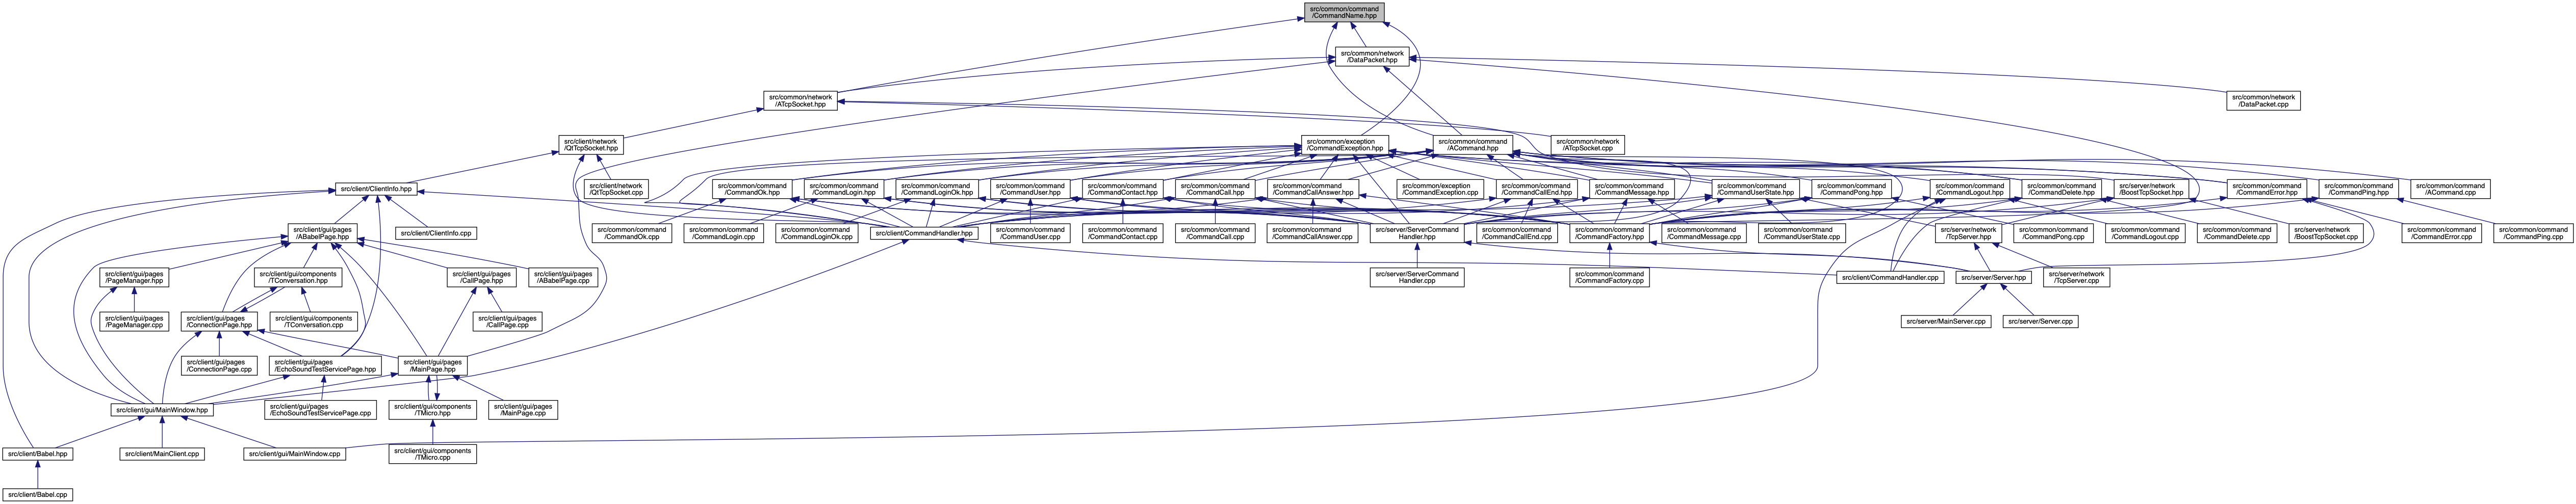 src/common/command
/CommandName.hpp
src/common/network
/DataPacket.hpp
src/common/network
/ATcpSocket.hpp
src/common/network
/DataPacket.cpp
src/client/network
/QtTcpSocket.hpp
src/common/exception
/CommandException.hpp
src/common/command
/ACommand.hpp
src/common/network
/ATcpSocket.cpp
src/client/ClientInfo.hpp
src/client/network
/QtTcpSocket.cpp
src/common/command
/CommandOk.hpp
src/common/command
/CommandLogin.hpp
src/common/command
/CommandLoginOk.hpp
src/common/command
/CommandUser.hpp
src/common/command
/CommandContact.hpp
src/common/command
/CommandCall.hpp
src/common/command
/CommandCallAnswer.hpp
src/common/exception
/CommandException.cpp
src/common/command
/CommandCallEnd.hpp
src/common/command
/CommandMessage.hpp
src/common/command
/CommandUserState.hpp
src/common/command
/CommandPong.hpp
src/common/command
/CommandLogout.hpp
src/common/command
/CommandDelete.hpp
src/server/network
/BoostTcpSocket.hpp
src/common/command
/CommandError.hpp
src/common/command
/CommandPing.hpp
src/common/command
/ACommand.cpp
src/client/gui/pages
/ABabelPage.hpp
src/client/ClientInfo.cpp
src/common/command
/CommandOk.cpp
src/common/command
/CommandLogin.cpp
src/common/command
/CommandLoginOk.cpp
src/client/CommandHandler.hpp
src/common/command
/CommandUser.cpp
src/common/command
/CommandContact.cpp
src/common/command
/CommandCall.cpp
src/common/command
/CommandCallAnswer.cpp
src/server/ServerCommand
Handler.hpp
src/common/command
/CommandCallEnd.cpp
src/common/command
/CommandFactory.hpp
src/common/command
/CommandMessage.cpp
src/common/command
/CommandUserState.cpp
src/server/network
/TcpServer.hpp
src/common/command
/CommandPong.cpp
src/common/command
/CommandLogout.cpp
src/common/command
/CommandDelete.cpp
src/server/network
/BoostTcpSocket.cpp
src/common/command
/CommandError.cpp
src/common/command
/CommandPing.cpp
src/client/gui/pages
/PageManager.hpp
src/client/gui/components
/TConversation.hpp
src/client/gui/pages
/CallPage.hpp
src/client/gui/pages
/ABabelPage.cpp
src/server/ServerCommand
Handler.cpp
src/common/command
/CommandFactory.cpp
src/client/CommandHandler.cpp
src/server/Server.hpp
src/server/network
/TcpServer.cpp
src/client/gui/pages
/PageManager.cpp
src/client/gui/pages
/ConnectionPage.hpp
src/client/gui/components
/TConversation.cpp
src/client/gui/pages
/CallPage.cpp
src/server/MainServer.cpp
src/server/Server.cpp
src/client/gui/pages
/ConnectionPage.cpp
src/client/gui/pages
/EchoSoundTestServicePage.hpp
src/client/gui/pages
/MainPage.hpp
src/client/gui/MainWindow.hpp
src/client/gui/pages
/EchoSoundTestServicePage.cpp
src/client/gui/components
/TMicro.hpp
src/client/gui/pages
/MainPage.cpp
src/client/Babel.hpp
src/client/MainClient.cpp
src/client/gui/MainWindow.cpp
src/client/gui/components
/TMicro.cpp
src/client/Babel.cpp